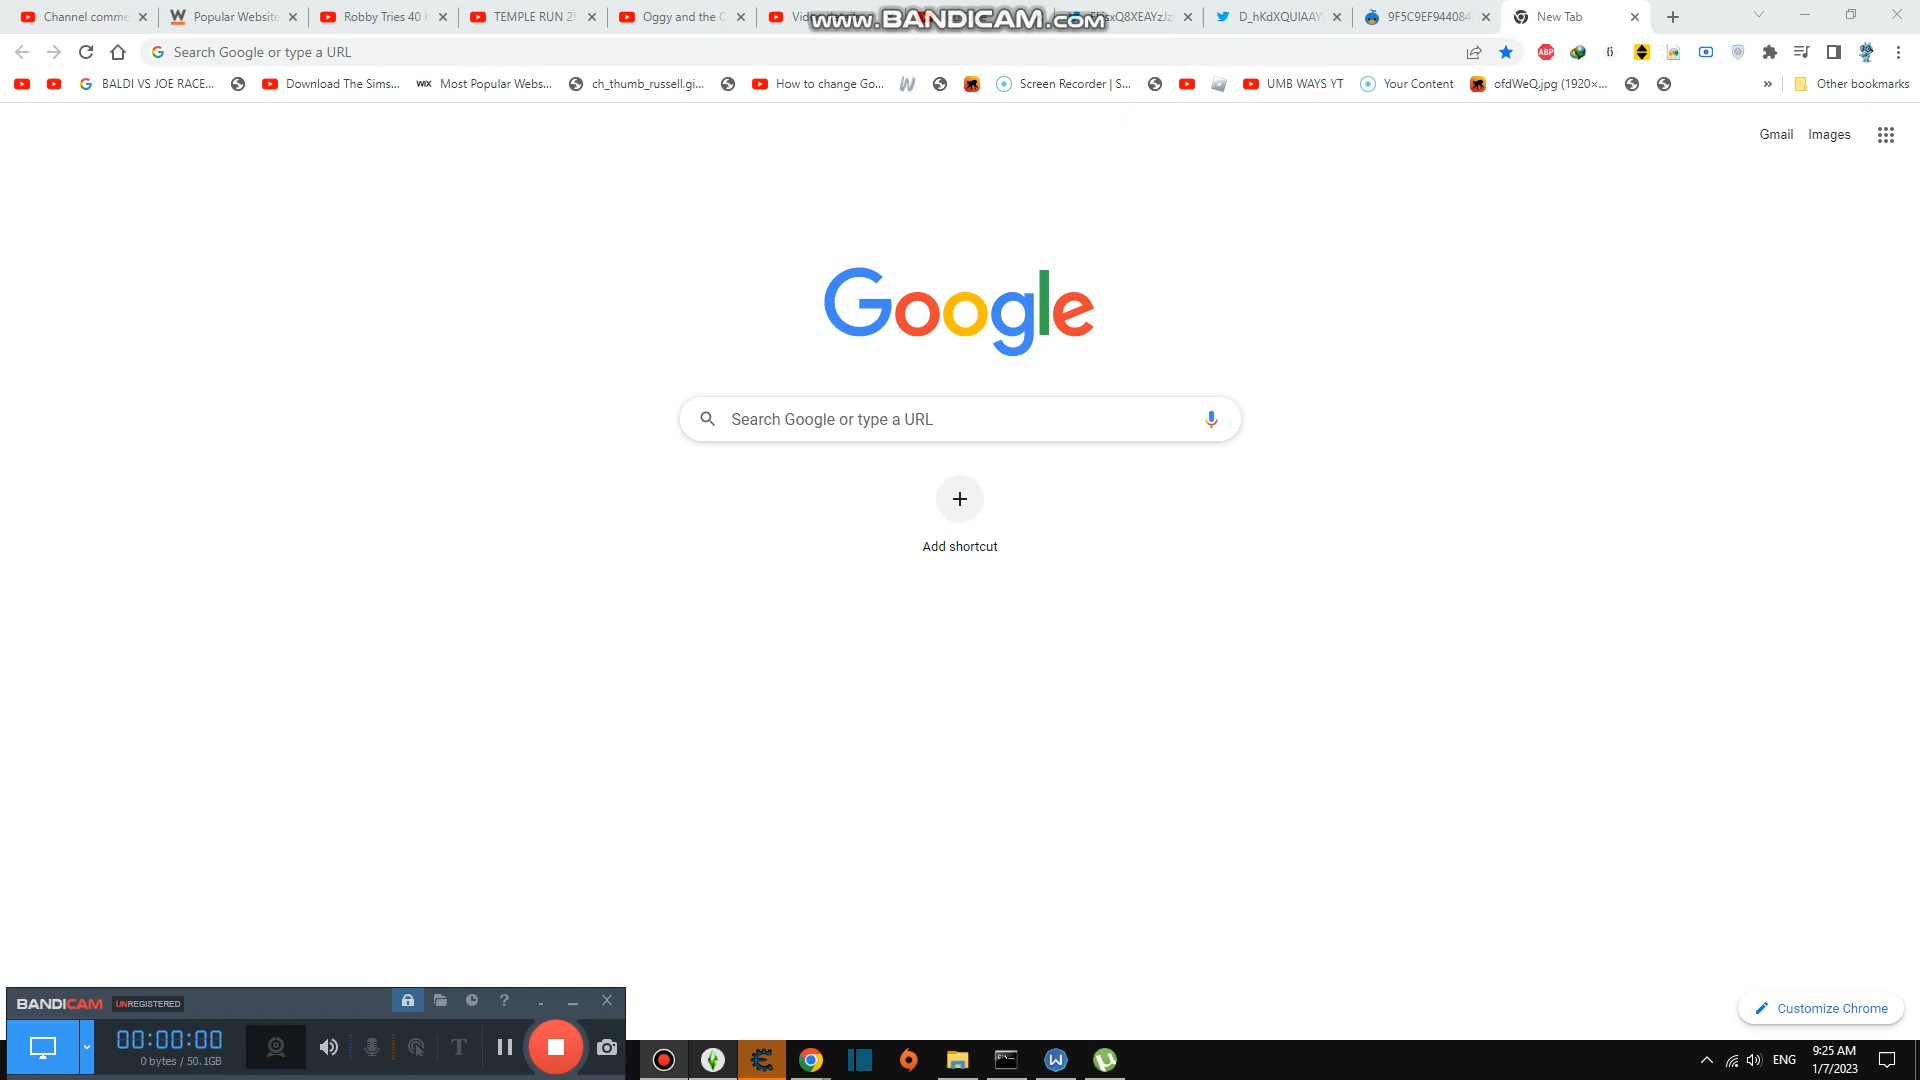 Channel comme
Popular Website
Robby Tries 40 h
TEMPLE RUN 2!
Oggy and the C
www.BANDICAM.com
D_hKdXQUIAAY
9F5C9EF944084
New Tab
Search Google or type a URL
BALDI VS JOE RACE...
Download The Sims...
WIX Most Popular Webs...
ch_thumb_russell.gi...
How to change Go...
Screen Recorder | S...
UMB WAYS YT
Your Content
ofdWeQ.jpg (1920×...
Other bookmarks
Gmail Images
Google
Search Google or type a URL
Add shortcut
Customize Chrome
BANDICAM UNREGISTERED
00:00:00
0 bytes / 50.1GB
ENG
9:25 AM
1/7/2023